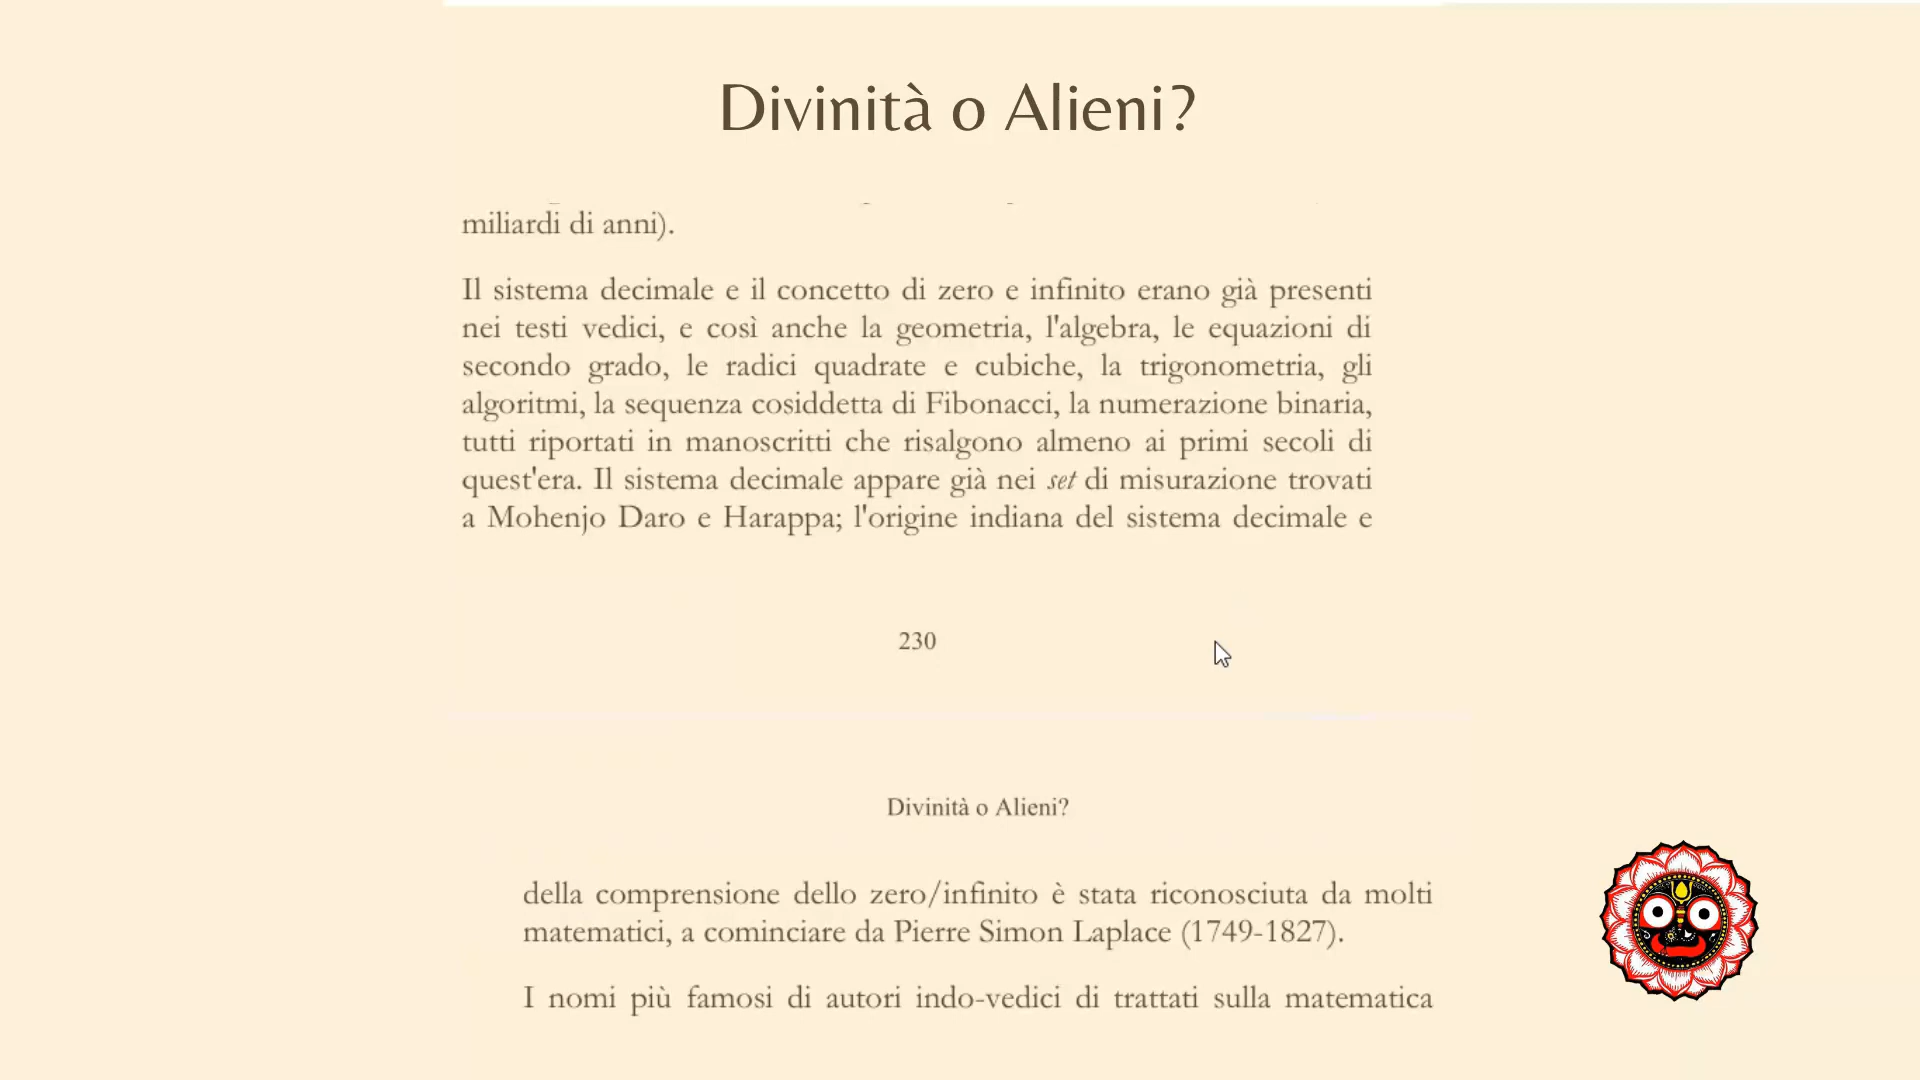 Divinità o Alieni?
miliardi di anni).
Il sistema decimale e il concetto di zero e infinito erano già presenti
nei testi vedici, e così anche la geometria, l'algebra, le equazioni di
secondo grado, le radici quadrate e cubiche, la trigonometria, gli
algoritmi, la sequenza cosiddetta di Fibonacci, la numerazione binaria,
tutti riportati in manoscritti che risalgono almeno ai primi secoli di
quest'era. Il sistema decimale appare già nei set di misurazione trovati
a Mohenjo Daro e Harappa; l'origine indiana del sistema decimale e
230
Divinità o Alieni?
della comprensione dello zero/infinito è stata riconosciuta da molti
matematici, a cominciare da Pierre Simon Laplace (1749-1827).
I nomi più famosi di autori indo-vedici di trattati sulla matematica